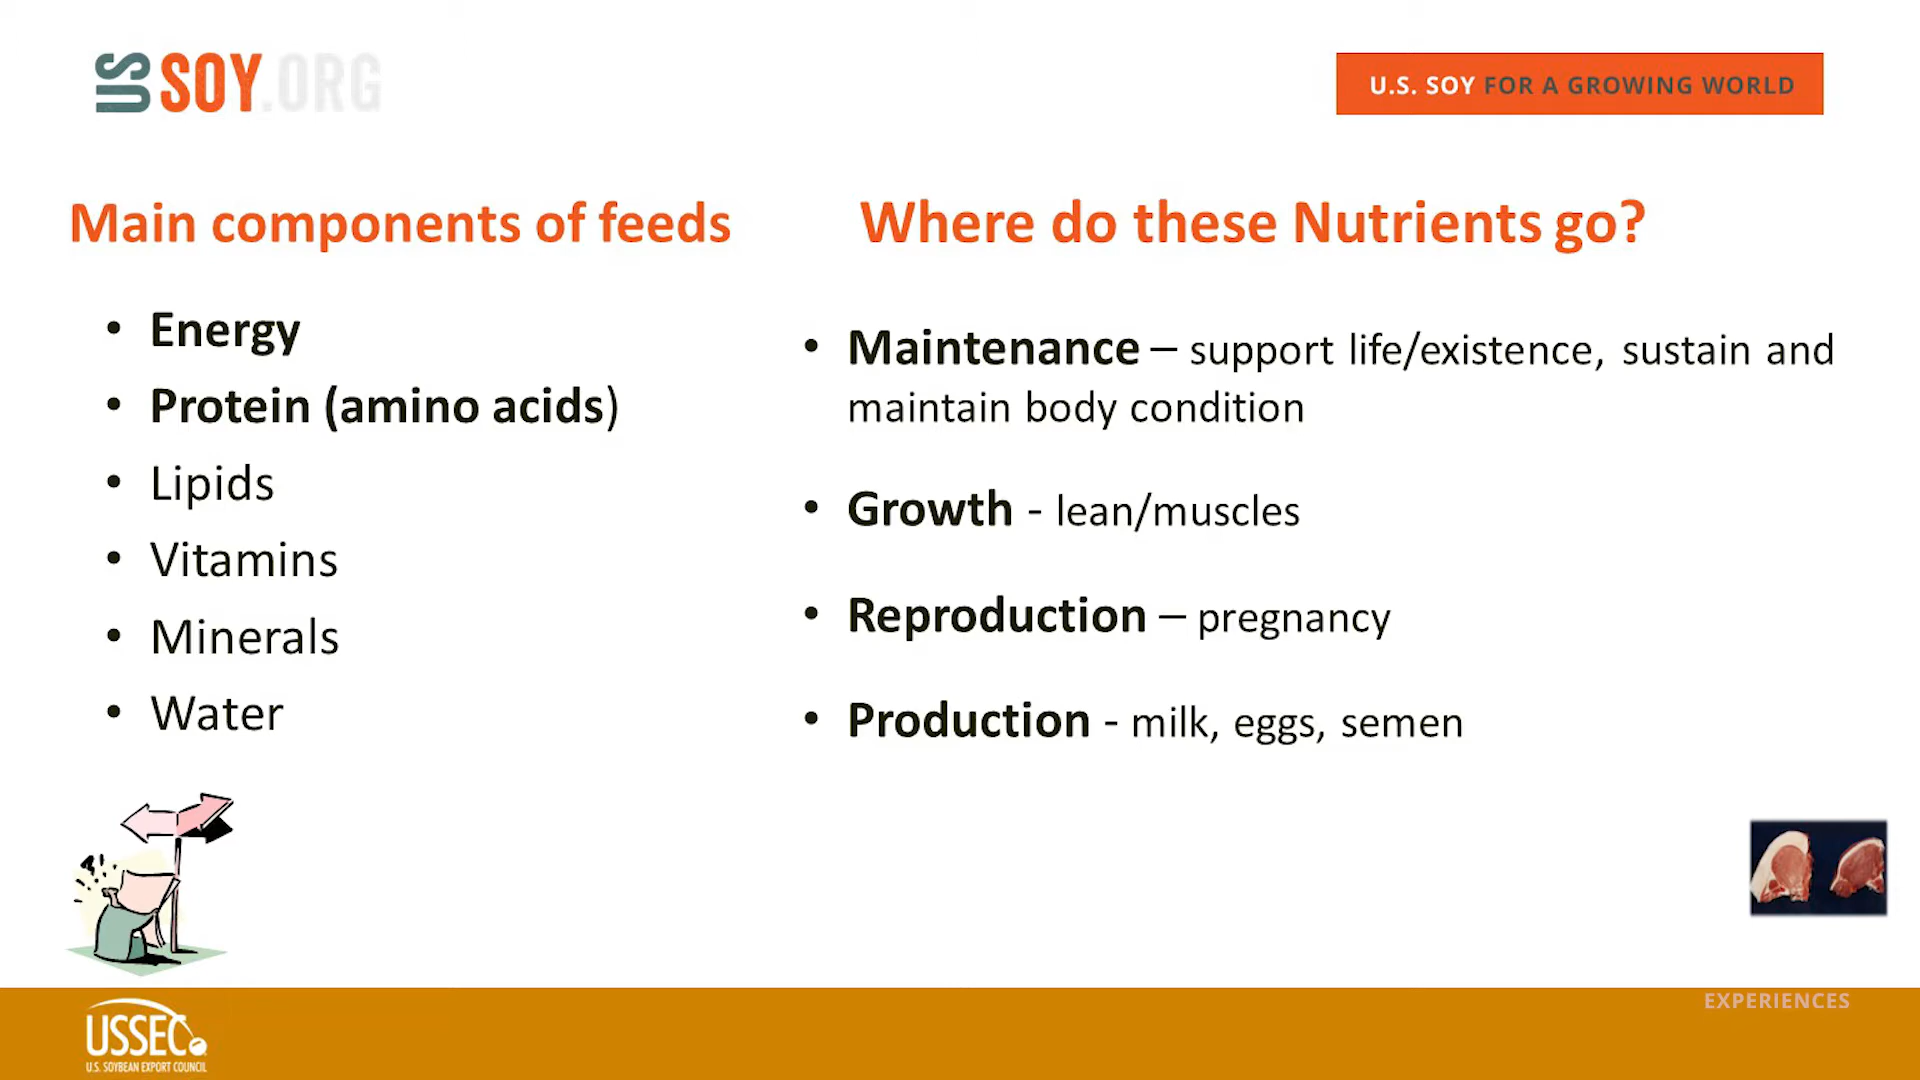 US SOY.ORG
U.S. SOY FOR A GROWING WORLD
Main components of feeds
• Energy
• Protein (amino acids)
• Lipids
• Vitamins
• Minerals
• Water
Where do these Nutrients go?
• Maintenance – support life/existence, sustain and
maintain body condition
• Growth - lean/muscles
• Reproduction – pregnancy
• Production - milk, eggs, semen
?!
EXPERIENCES
USSEC
U.S. SOYBEAN EXPORT COUNCIL